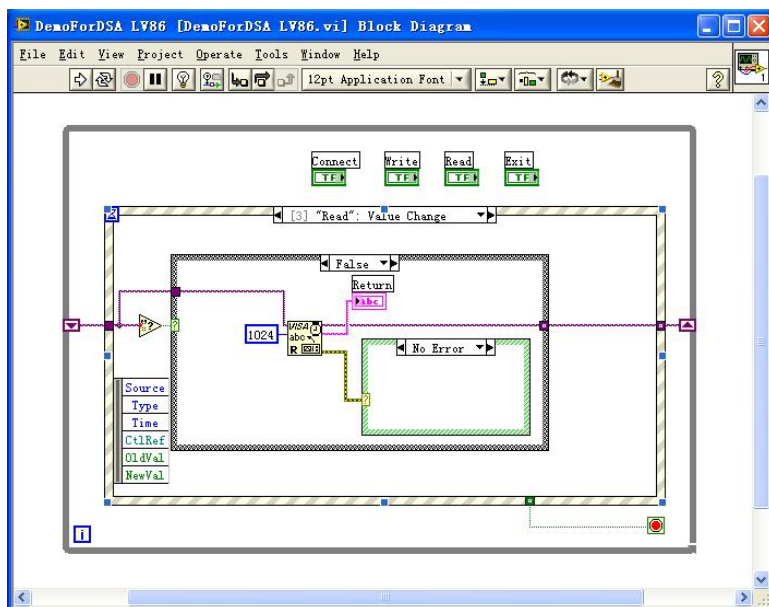 DemoForDSA LV86 [DemoForDSA LV86.vi] Block Diagram
File Edit View Project Operate Tools Window Help
12pt Application Font
?
1
Connect Write Read Exit
TF TF TF TF
[3] "Read": Value Change
False
Return
abc
?
?
1024
VISA
abc
R
No Error
?
Source
Type
Time
CtlRef
OldVal
NewVal
i